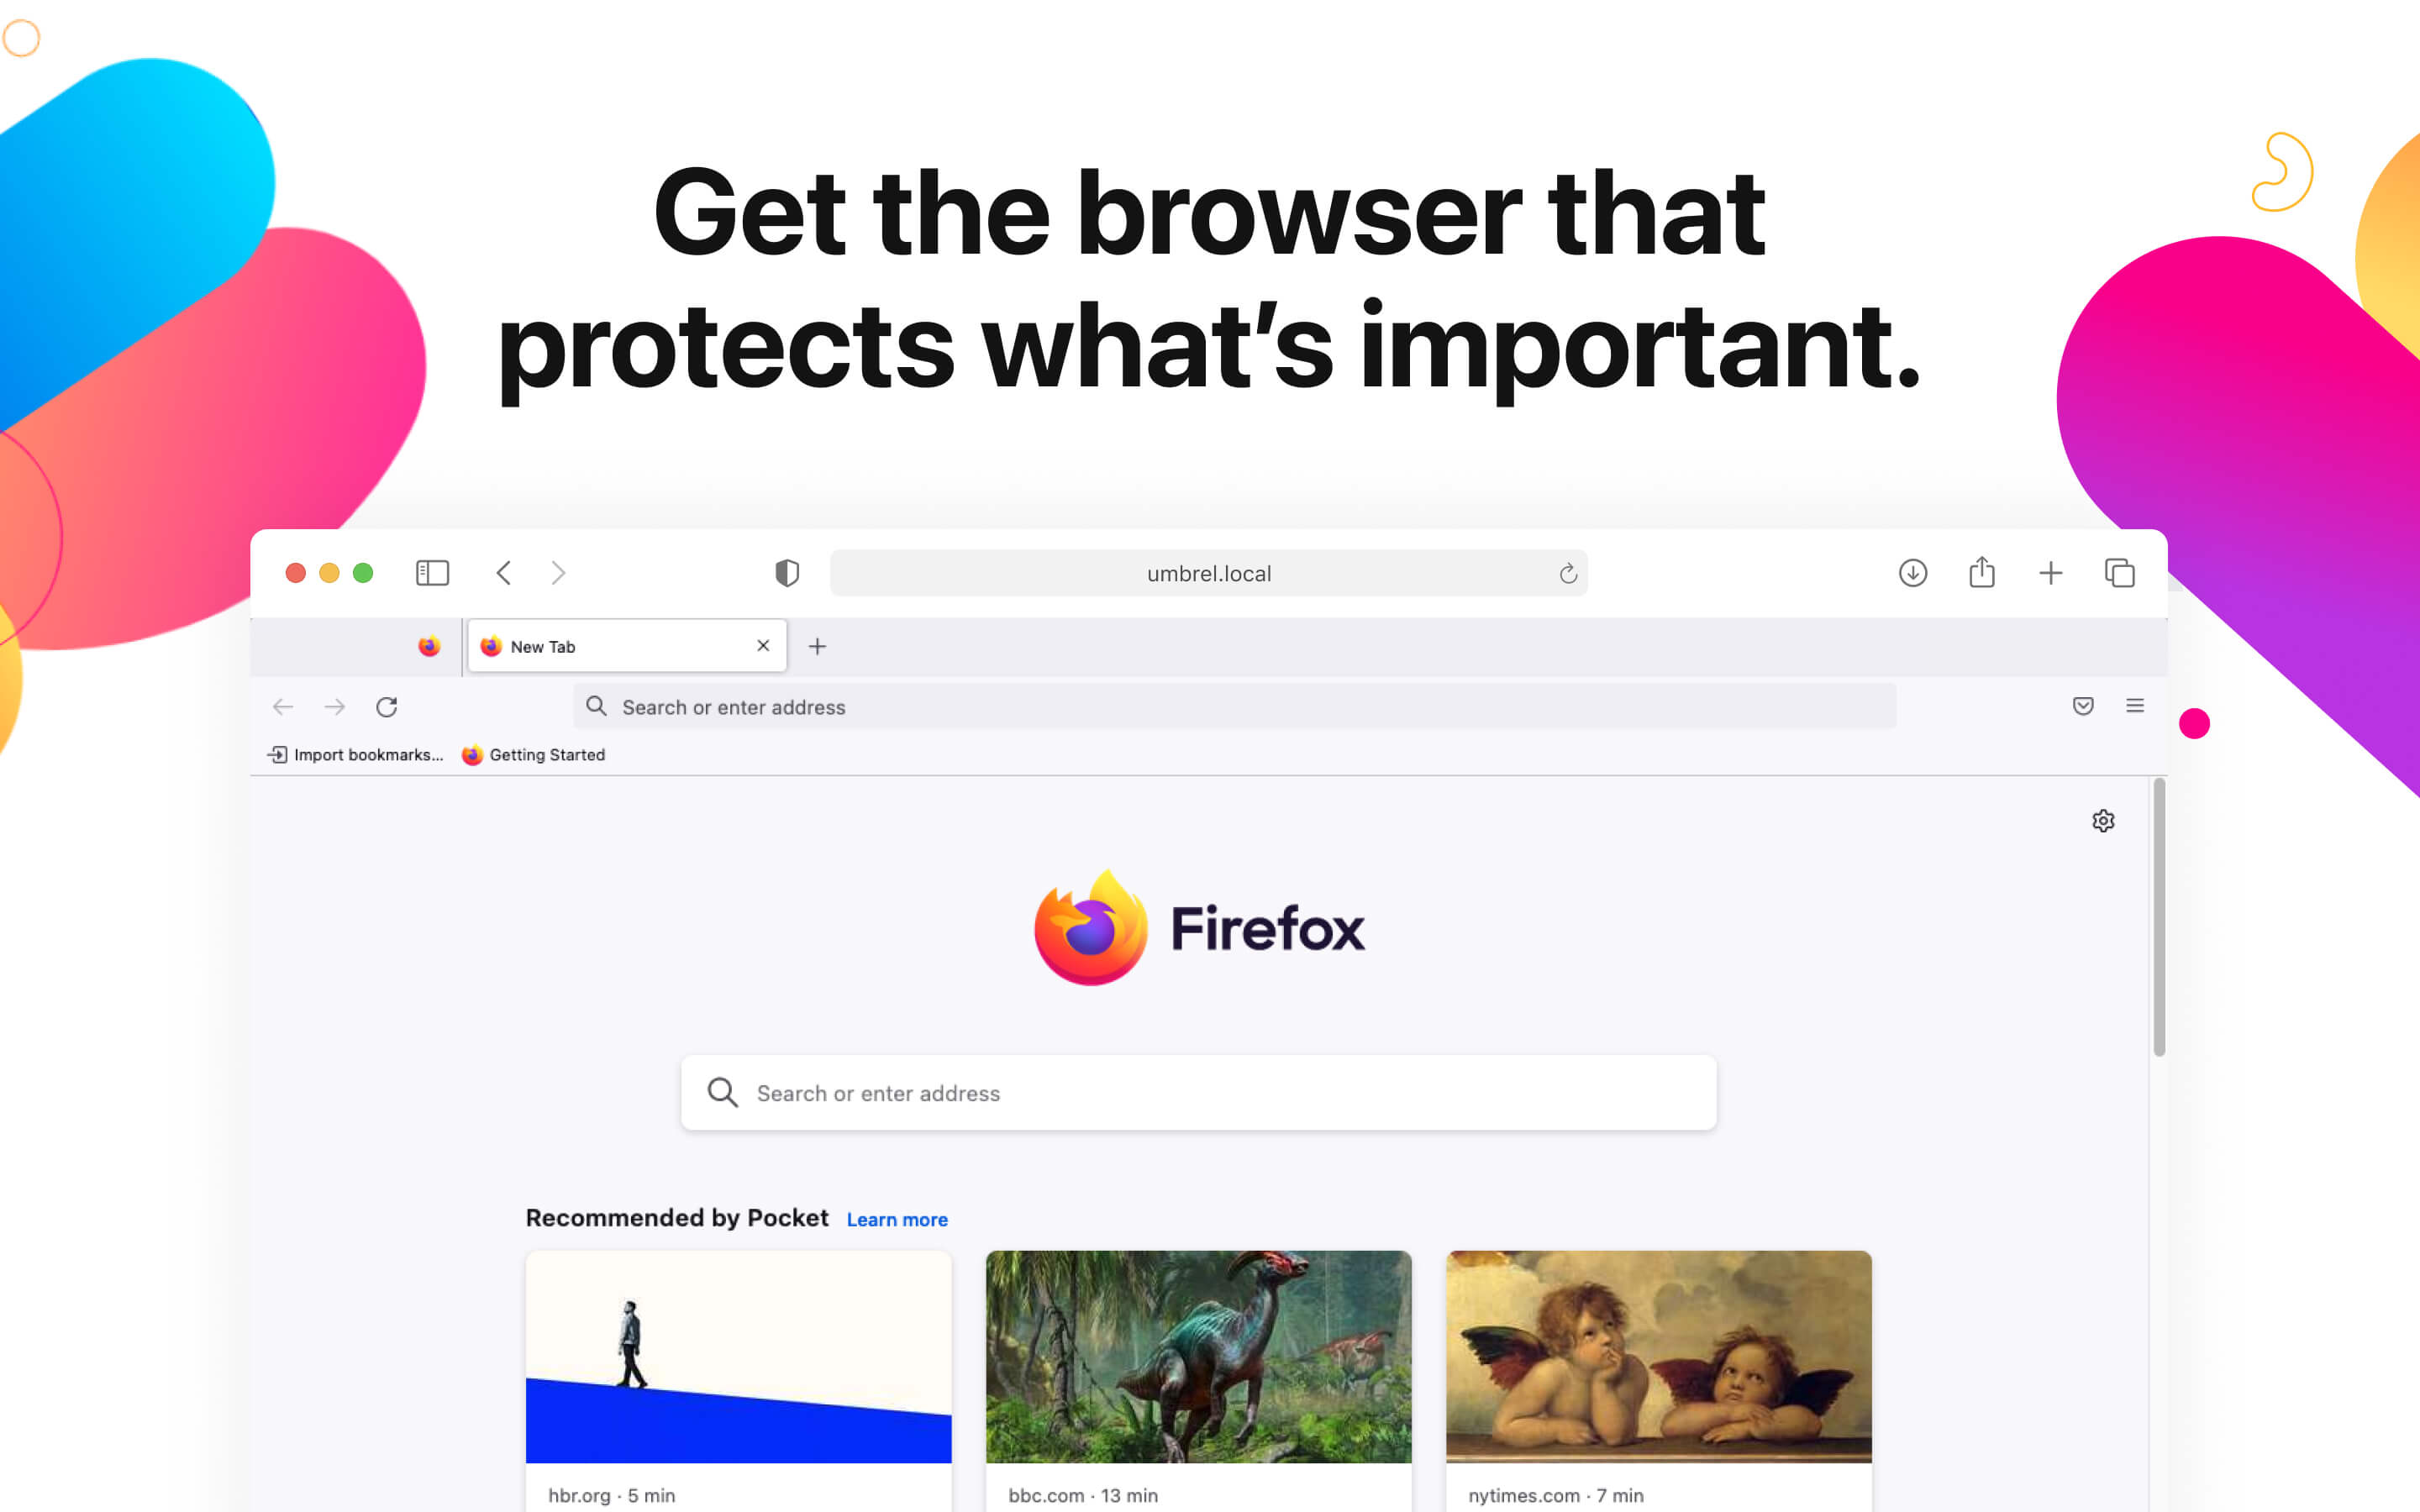 Get the browser that
protects what’s important.
umbrel.local
New Tab
Search or enter address
Import bookmarks... Getting Started
Firefox
Search or enter address
Recommended by Pocket Learn more
hbr.org · 5 min
bbc.com · 13 min
nytimes.com · 7 min